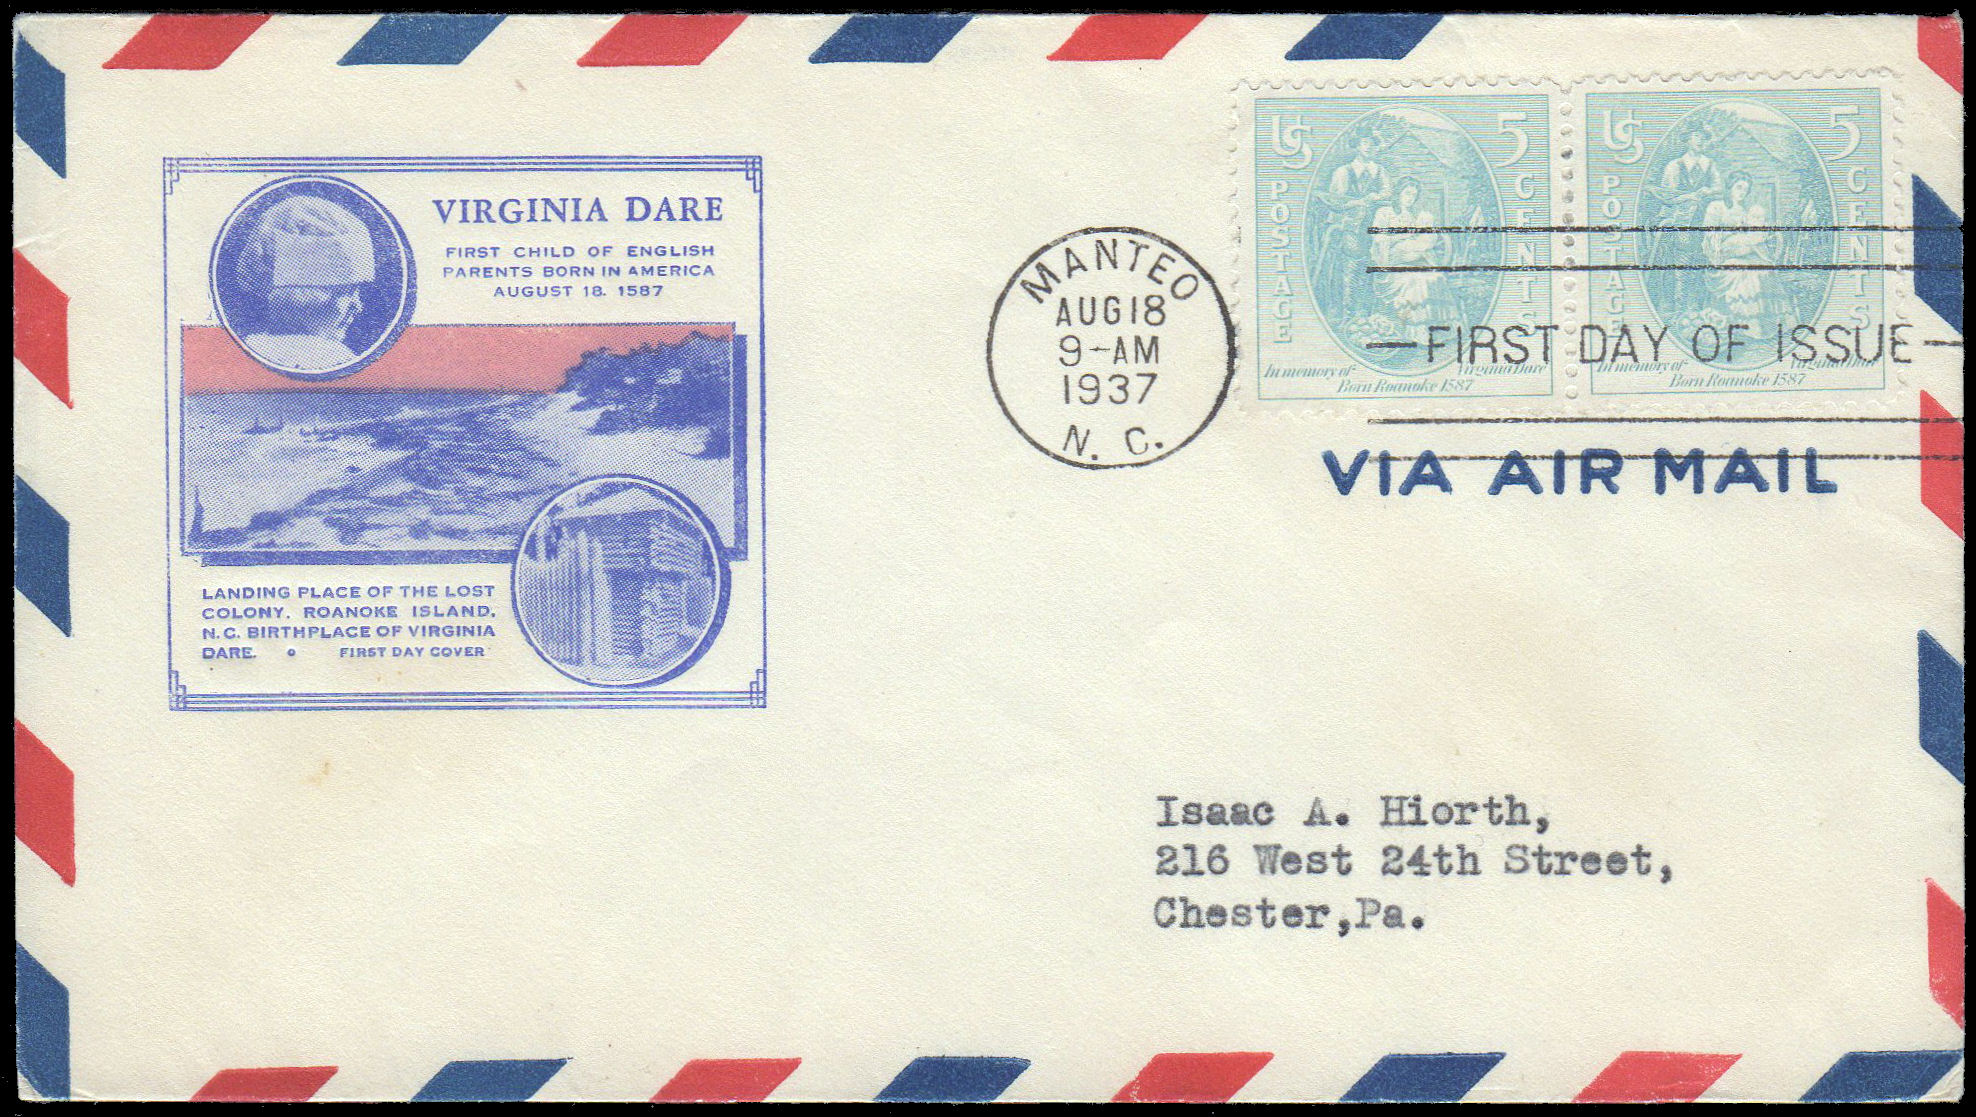 VIRGINIA DARE
FIRST CHILD OF ENGLISH
PARENTS BORN IN AMERICA
AUGUST 18, 1587
LANDING PLACE OF THE LOST
COLONY, ROANOKE ISLAND,
N.C. BIRTHPLACE OF VIRGINIA
DARE. FIRST DAY COVER
MANTEO
AUG 18
9-AM
1937
N. C.
US POSTAGE
5 CENTS
In memory of Virginia Dare
Born Roanoke 1587
US POSTAGE
5 CENTS
In memory of Virginia Dare
Born Roanoke 1587
—FIRST DAY OF ISSUE—
VIA AIR MAIL
Isaac A. Hiorth,
216 West 24th Street,
Chester,Pa.